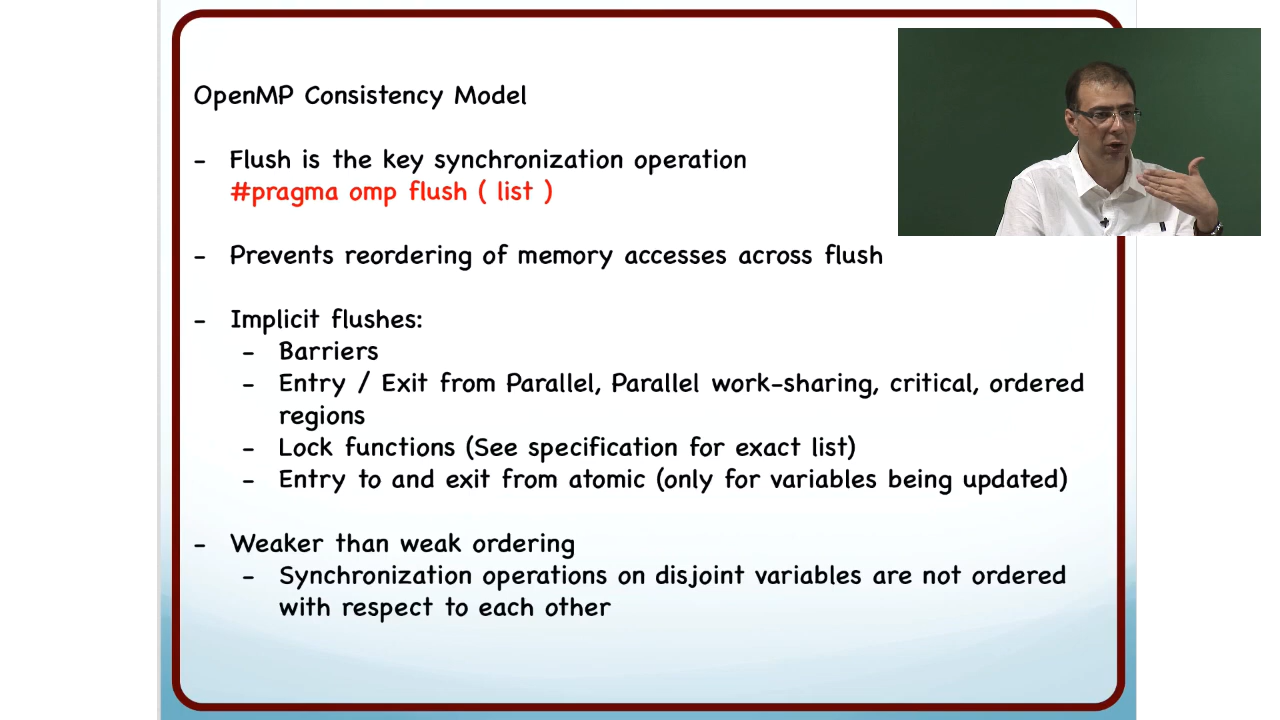 OpenMP Consistency Model
- Flush is the key synchronization operation
#pragma omp flush ( list )
- Prevents reordering of memory accesses across flush
- Implicit flushes:
- Barriers
- Entry / Exit from Parallel, Parallel work-sharing, critical, ordered
regions
- Lock functions (See specification for exact list)
- Entry to and exit from atomic (only for variables being updated)
- Weaker than weak ordering
- Synchronization operations on disjoint variables are not ordered
with respect to each other